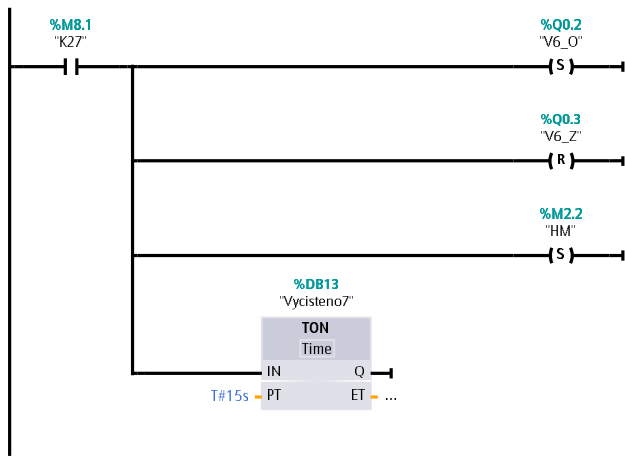 %M8.1
"K27"
%Q0.2
"V6_O"
S
%Q0.3
"V6_Z"
R
%M2.2
"HM"
S
%DB13
"Vycisteno7"
TON
Time
IN Q
T#15s PT ET ...